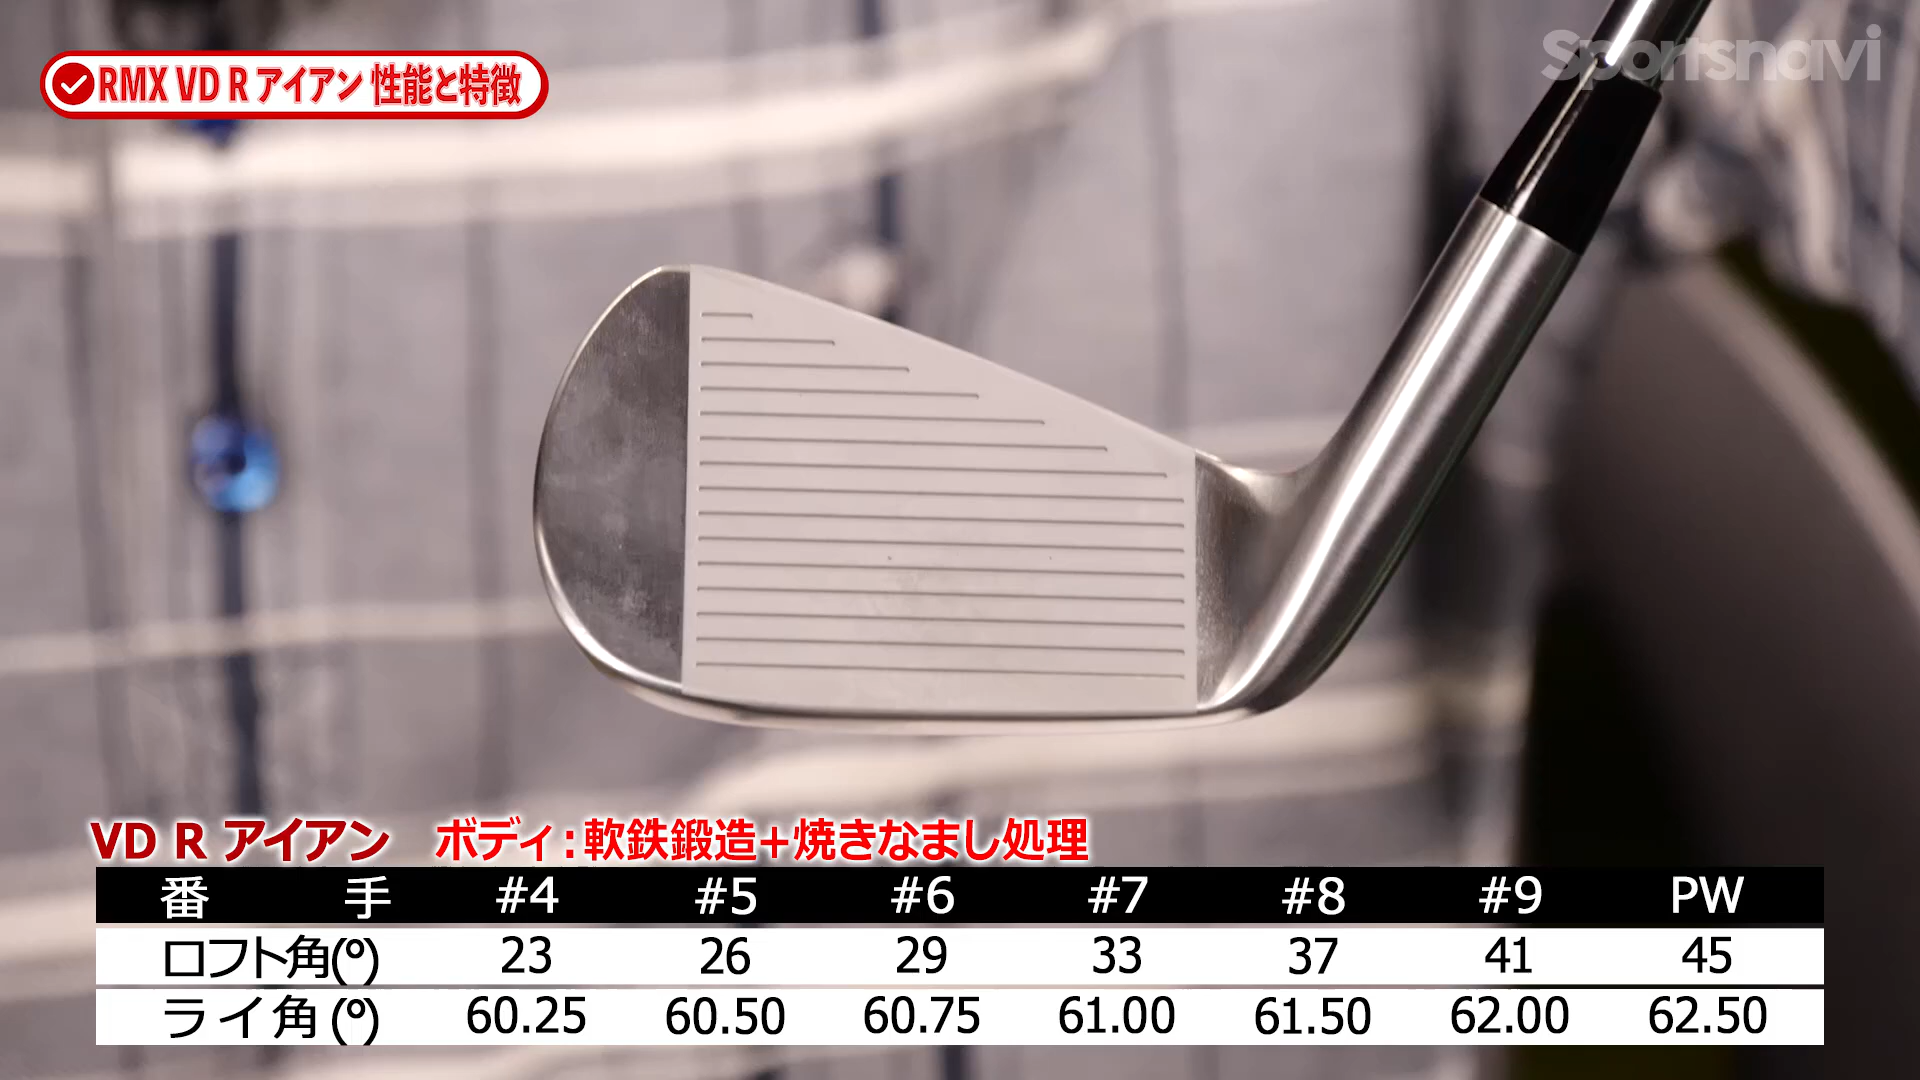 RMX VD R アイアン 性能と特徴
Sportsnavi
VD R アイアン ボディ:軟鉄鍛造+焼きなまし処理
番手 #4 #5 #6 #7 #8 #9 PW
ロフト角(°) 23 26 29 33 37 41 45
ライ角(°) 60.25 60.50 60.75 61.00 61.50 62.00 62.50